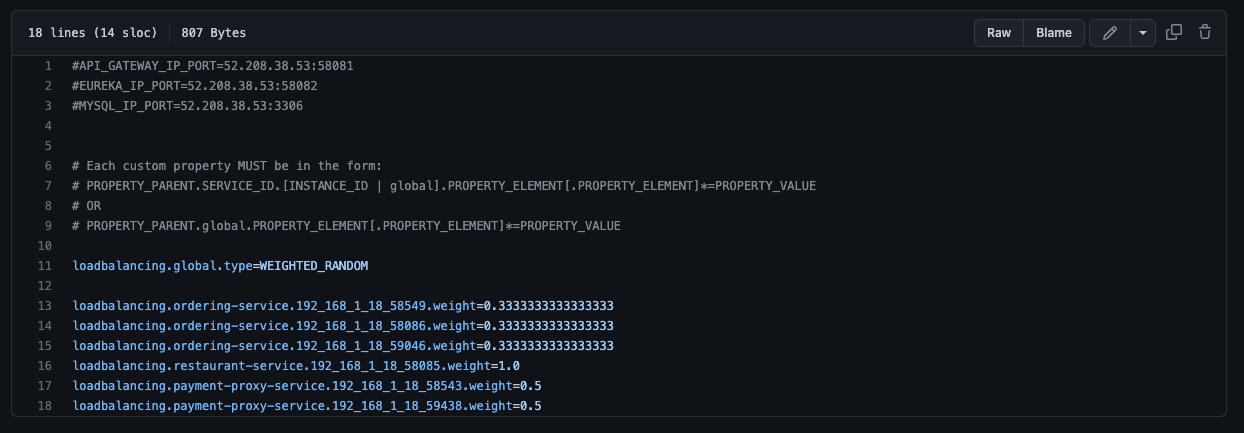 18 lines (14 sloc) 807 Bytes Raw Blame
1 #API_GATEWAY_IP_PORT=52.208.38.53:58081
2 #EUREKA_IP_PORT=52.208.38.53:58082
3 #MYSQL_IP_PORT=52.208.38.53:3306
4
5
6 # Each custom property MUST be in the form:
7 # PROPERTY_PARENT.SERVICE_ID.[INSTANCE_ID | global].PROPERTY_ELEMENT[.PROPERTY_ELEMENT]*=PROPERTY_VALUE
8 # OR
9 # PROPERTY_PARENT.global.PROPERTY_ELEMENT[.PROPERTY_ELEMENT]*=PROPERTY_VALUE
10
11 loadbalancing.global.type=WEIGHTED_RANDOM
12
13 loadbalancing.ordering-service.192_168_1_18_58549.weight=0.3333333333333333
14 loadbalancing.ordering-service.192_168_1_18_58086.weight=0.3333333333333333
15 loadbalancing.ordering-service.192_168_1_18_59046.weight=0.3333333333333333
16 loadbalancing.restaurant-service.192_168_1_18_58085.weight=1.0
17 loadbalancing.payment-proxy-service.192_168_1_18_58543.weight=0.5
18 loadbalancing.payment-proxy-service.192_168_1_18_59438.weight=0.5